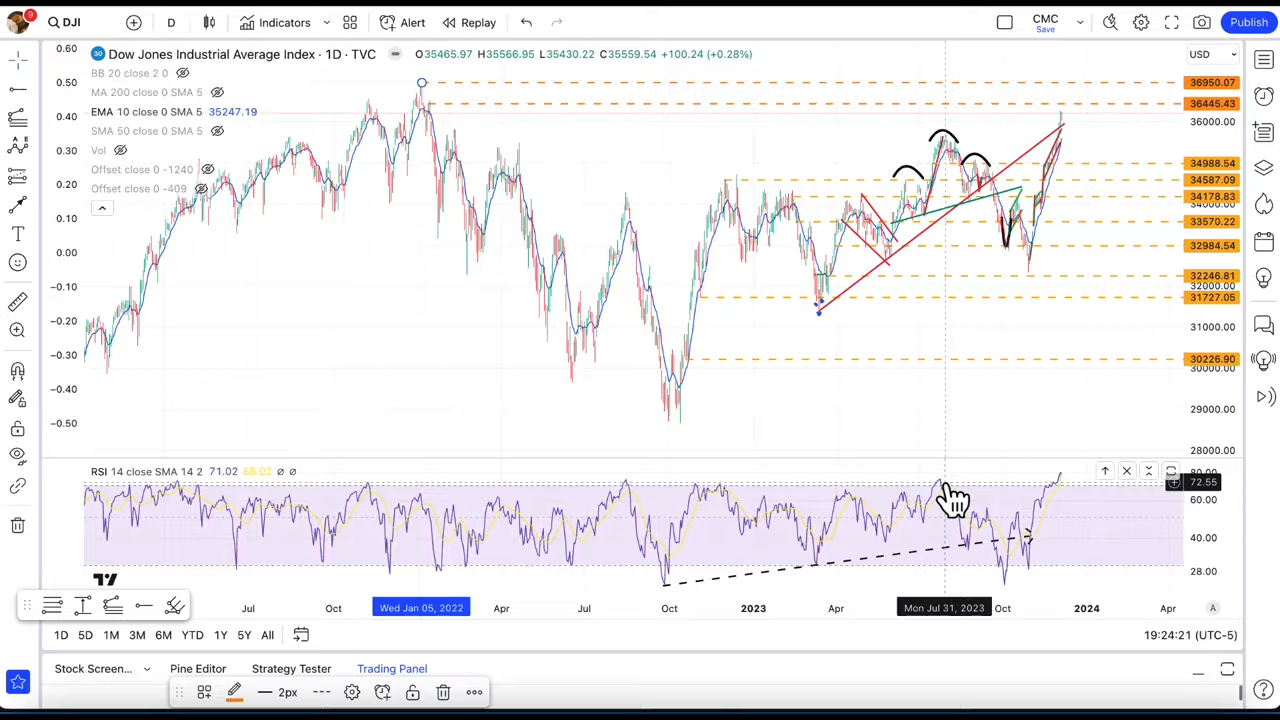 9
DJI
D
Indicators
Alert
Replay
CMC
Save
Publish
0.60
30
Dow Jones Industrial Average Index · 1D · TVC
O35465.97 H35566.95 L35430.22 C35559.54 +100.24 (+0.28%)
USD
BB 20 close 2 0
MA 200 close 0 SMA 5
EMA 10 close 0 SMA 5 35247.19
SMA 50 close 0 SMA 5
Vol
Offset close 0 -1240
Offset close 0 -409
0.50
0.40
0.30
0.20
0.10
0.00
−0.10
−0.20
−0.30
−0.40
−0.50
36950.07
36445.43
36000.00
34988.54
34587.09
34178.83
34000.00
33570.22
32984.54
32246.81
32000.00
31727.05
31000.00
30226.90
30000.00
29000.00
28000.00
RSI 14 close SMA 14 2 71.02 68.02 ∅ ∅
80.00
72.55
60.00
40.00
28.00
Jul
Oct
Wed Jan 05, 2022
Apr
Jul
Oct
2023
Apr
Mon Jul 31, 2023
Oct
2024
Apr
A
1D 5D 1M 3M 6M YTD 1Y 5Y All
19:24:21 (UTC-5)
Stock Screen... Pine Editor Strategy Tester Trading Panel
2px